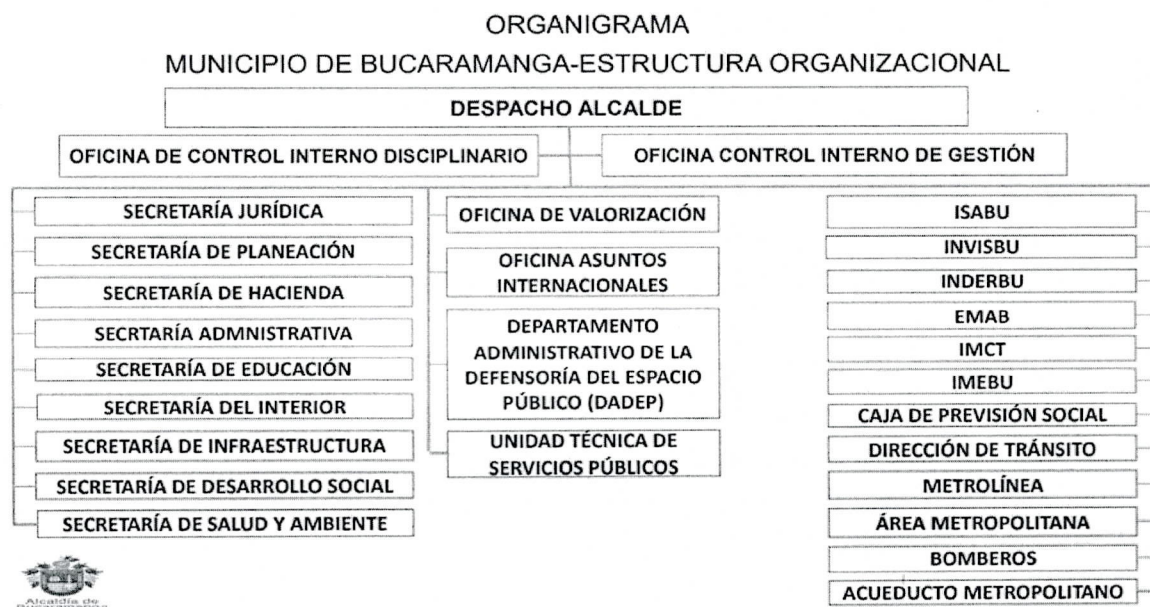 ORGANIGRAMA
MUNICIPIO DE BUCARAMANGA-ESTRUCTURA ORGANIZACIONAL
DESPACHO ALCALDE
OFICINA DE CONTROL INTERNO DISCIPLINARIO
OFICINA CONTROL INTERNO DE GESTIÓN
SECRETARÍA JURÍDICA
SECRETARÍA DE PLANEACIÓN
SECRETARÍA DE HACIENDA
SECRTARÍA ADMNISTRATIVA
SECRETARÍA DE EDUCACIÓN
SECRETARÍA DEL INTERIOR
SECRETARÍA DE INFRAESTRUCTURA
SECRETARÍA DE DESARROLLO SOCIAL
SECRETARÍA DE SALUD Y AMBIENTE
OFICINA DE VALORIZACIÓN
OFICINA ASUNTOS
INTERNACIONALES
DEPARTAMENTO
ADMINISTRATIVO DE LA
DEFENSORÍA DEL ESPACIO
PÚBLICO (DADEP)
UNIDAD TÉCNICA DE
SERVICIOS PÚBLICOS
ISABU
INVISBU
INDERBU
EMAB
IMCT
IMEBU
CAJA DE PREVISIÓN SOCIAL
DIRECCIÓN DE TRÁNSITO
METROLÍNEA
ÁREA METROPOLITANA
BOMBEROS
ACUEDUCTO METROPOLITANO
Alcaldía de
Bucaramanga